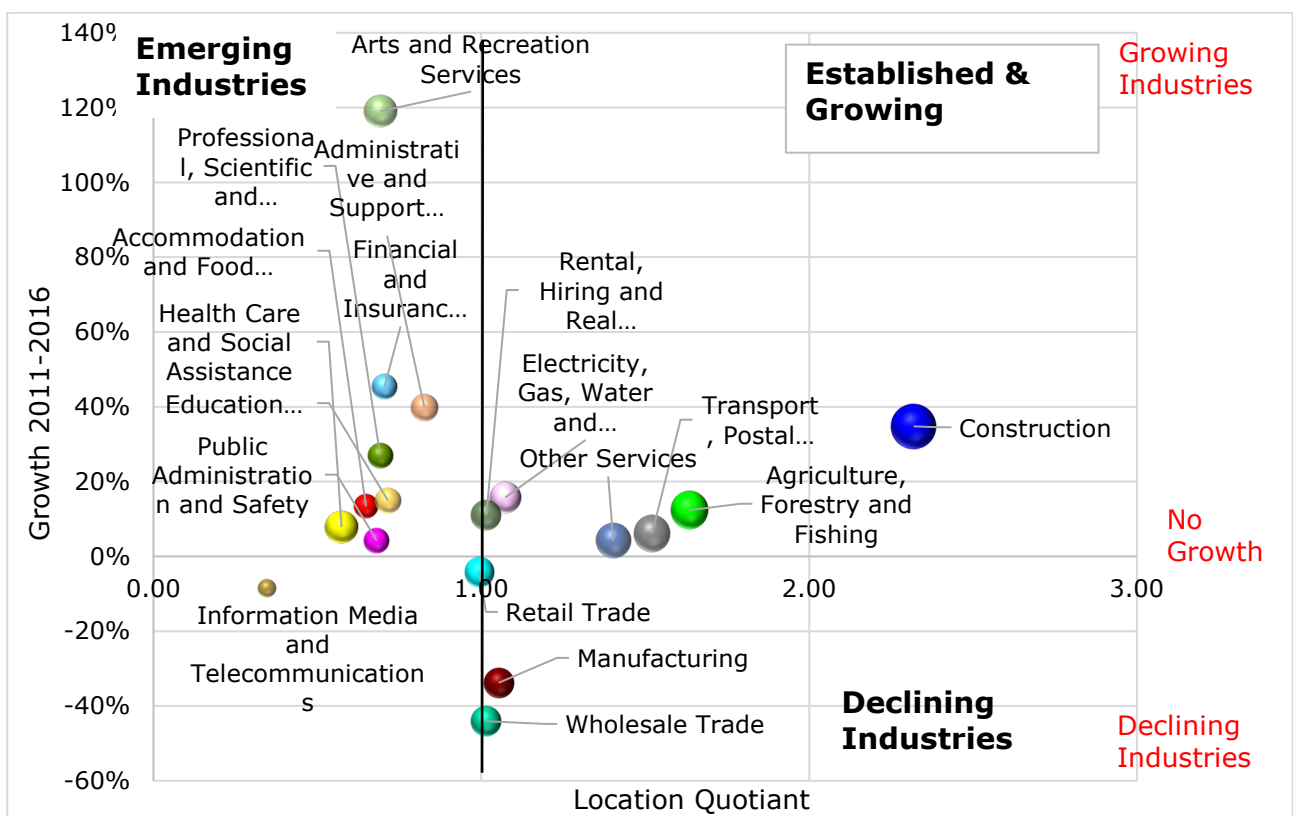 140%
120%
100%
80%
60%
40%
20%
0%
-20%
-40%
-60%
Growth 2011-2016
0.00
1.00
2.00
3.00
Location Quotiant
Emerging
Industries
Established &
Growing
Growing
Industries
No
Growth
Declining
Industries
Declining
Industries
Arts and Recreation
Services
Professiona
l, Scientific
and...
Administrati
ve and
Support...
Accommodation
and Food...
Financial
and
Insuranc...
Rental,
Hiring and
Real...
Health Care
and Social
Assistance
Education...
Electricity,
Gas, Water
and...
Public
Administratio
n and Safety
Other Services
Transport
, Postal...
Construction
Agriculture,
Forestry and
Fishing
Information Media
and
Telecommunication
s
Retail Trade
Manufacturing
Wholesale Trade